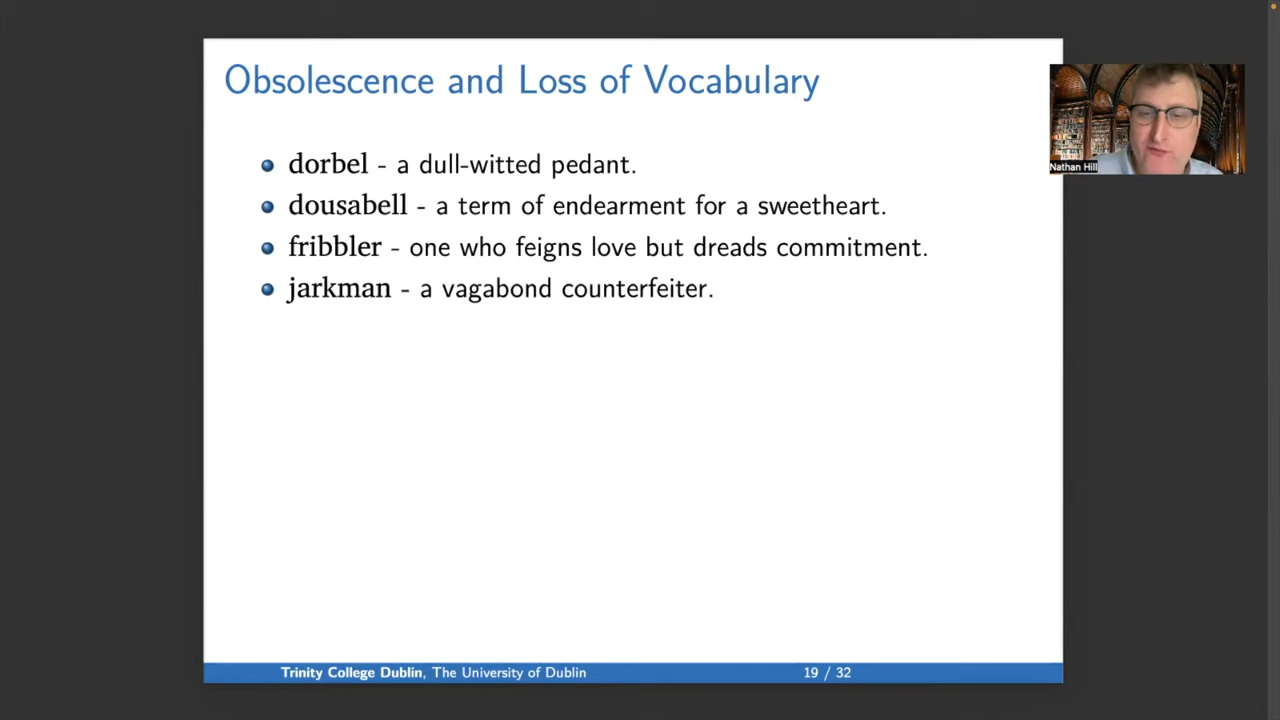 Obsolescence and Loss of Vocabulary
dorbel - a dull-witted pedant.
dousabell - a term of endearment for a sweetheart.
fribbler - one who feigns love but dreads commitment.
jarkman - a vagabond counterfeiter.
Nathan Hill
Trinity College Dublin, The University of Dublin 19 / 32